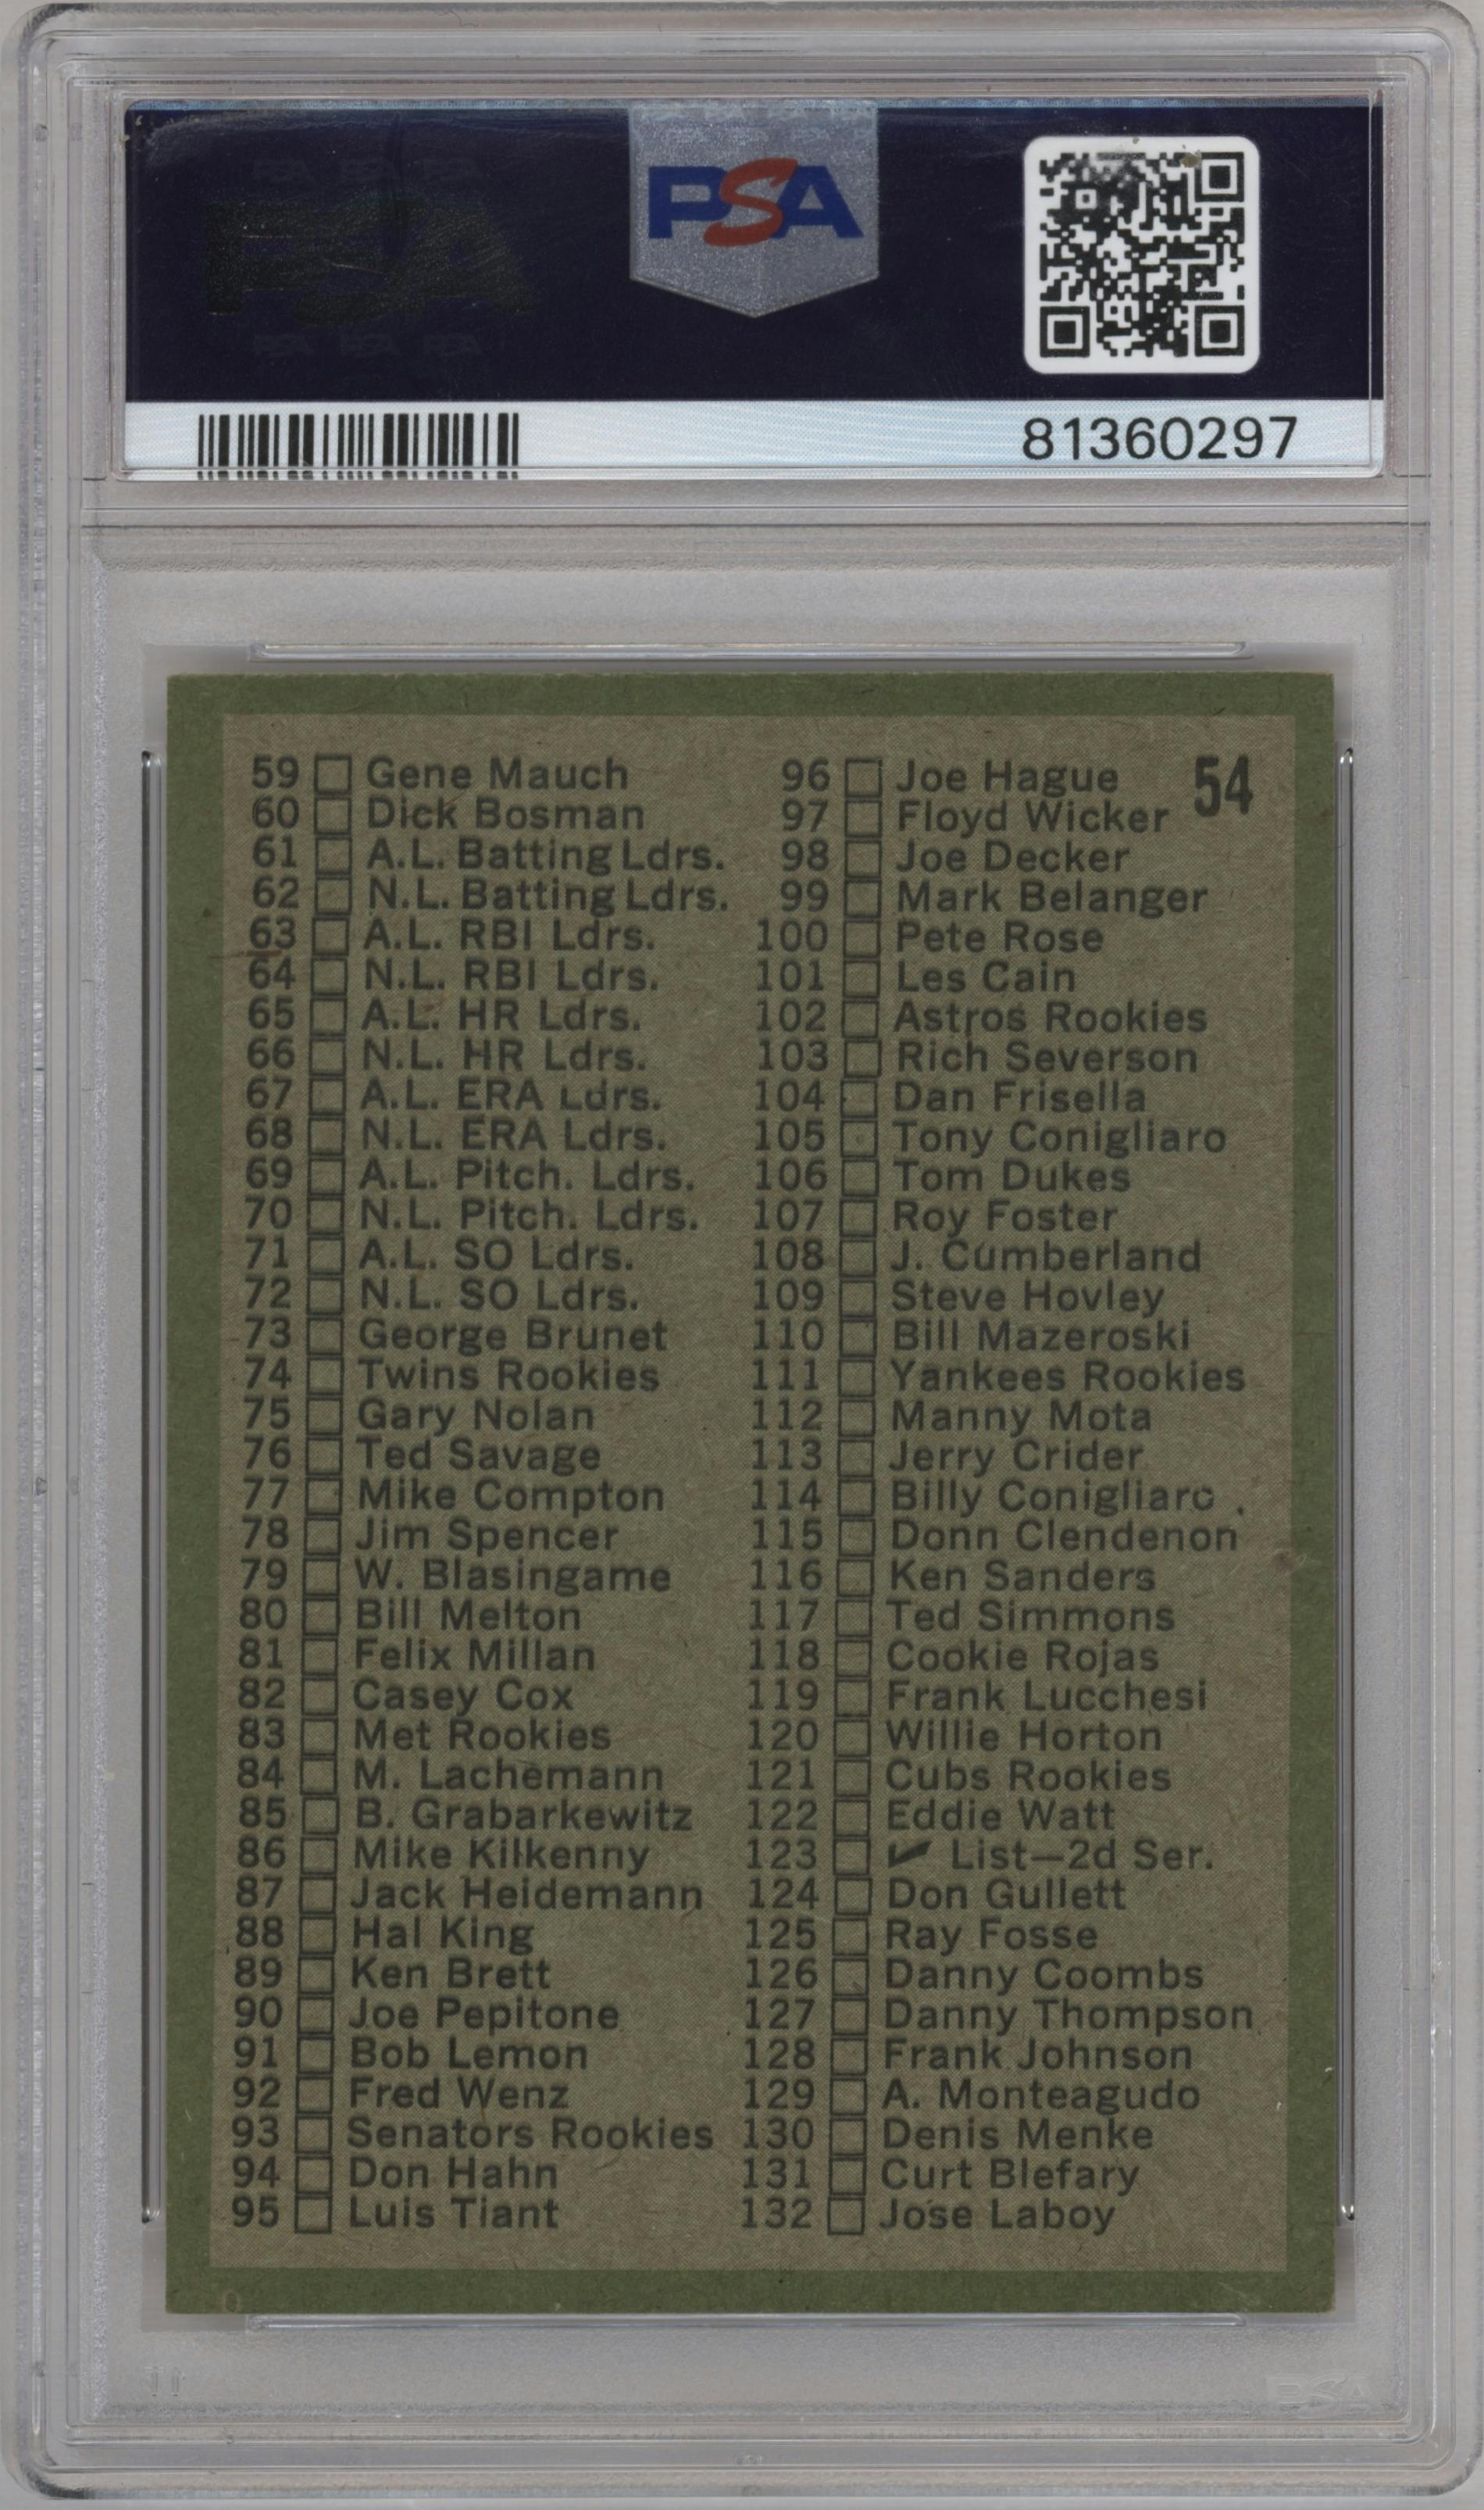 PSA
81360297
54
59 Gene Mauch
60 Dick Bosman
61 A.L. Batting Ldrs.
62 N.L. Batting Ldrs.
63 A.L. RBI Ldrs.
64 N.L. RBI Ldrs.
65 A.L. HR Ldrs.
66 N.L. HR Ldrs.
67 A.L. ERA Ldrs.
68 N.L. ERA Ldrs.
69 A.L. Pitch. Ldrs.
70 N.L. Pitch. Ldrs.
71 A.L. SO Ldrs.
72 N.L. SO Ldrs.
73 George Brunet
74 Twins Rookies
75 Gary Nolan
76 Ted Savage
77 Mike Compton
78 Jim Spencer
79 W. Blasingame
80 Bill Melton
81 Felix Millan
82 Casey Cox
83 Met Rookies
84 M. Lachemann
85 B. Grabarkewitz
86 Mike Kilkenny
87 Jack Heidemann
88 Hal King
89 Ken Brett
90 Joe Pepitone
91 Bob Lemon
92 Fred Wenz
93 Senators Rookies
94 Don Hahn
95 Luis Tiant
96 Joe Hague
97 Floyd Wicker
98 Joe Decker
99 Mark Belanger
100 Pete Rose
101 Les Cain
102 Astros Rookies
103 Rich Severson
104 Dan Frisella
105 Tony Conigliaro
106 Tom Dukes
107 Roy Foster
108 J. Cumberland
109 Steve Hovley
110 Bill Mazeroski
111 Yankees Rookies
112 Manny Mota
113 Jerry Crider
114 Billy Conigliaro
115 Donn Clendenon
116 Ken Sanders
117 Ted Simmons
118 Cookie Rojas
119 Frank Lucchesi
120 Willie Horton
121 Cubs Rookies
122 Eddie Watt
123 ✔ List—2d Ser.
124 Don Gullett
125 Ray Fosse
126 Danny Coombs
127 Danny Thompson
128 Frank Johnson
129 A. Monteagudo
130 Denis Menke
131 Curt Blefary
132 Jose Laboy
PSA